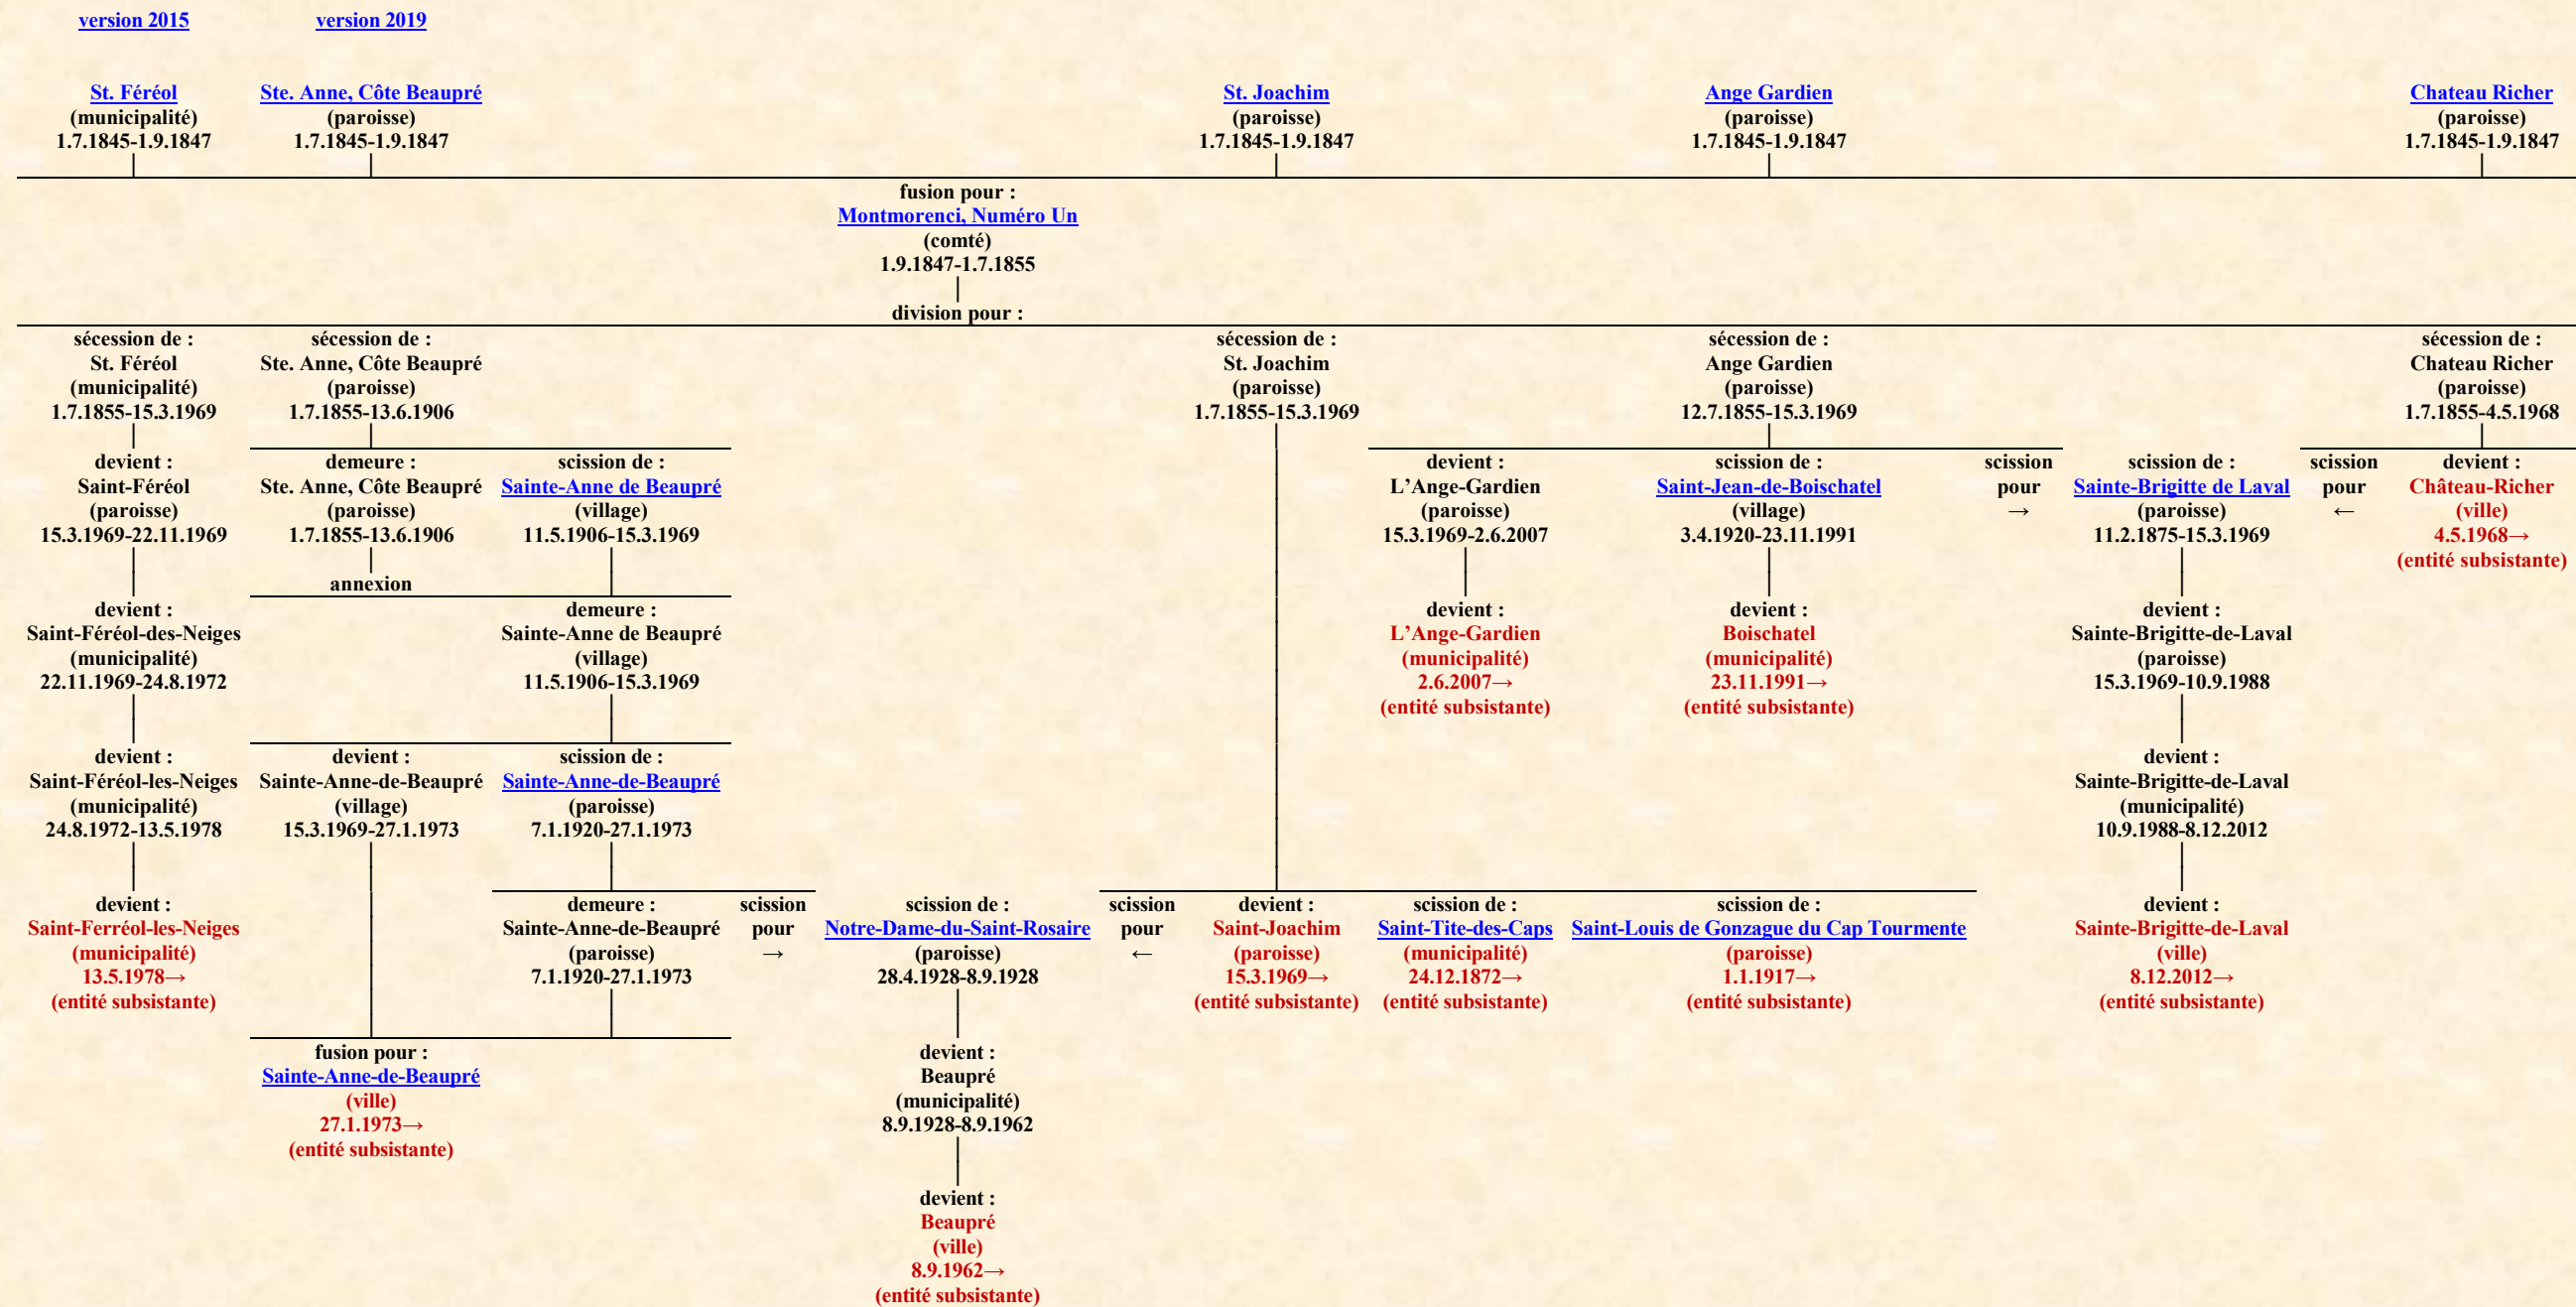 version 2015
version 2019
St. Féréol
(municipalité)
1.7.1845-1.9.1847
Ste. Anne, Côte Beaupré
(paroisse)
1.7.1845-1.9.1847
St. Joachim
(paroisse)
1.7.1845-1.9.1847
Ange Gardien
(paroisse)
1.7.1845-1.9.1847
Chateau Richer
(paroisse)
1.7.1845-1.9.1847
fusion pour :
Montmorenci, Numéro Un
(comté)
1.9.1847-1.7.1855
division pour :
sécession de :
St. Féréol
(municipalité)
1.7.1855-15.3.1969
sécession de :
Ste. Anne, Côte Beaupré
(paroisse)
1.7.1855-13.6.1906
sécession de :
St. Joachim
(paroisse)
1.7.1855-15.3.1969
sécession de :
Ange Gardien
(paroisse)
12.7.1855-15.3.1969
sécession de :
Chateau Richer
(paroisse)
1.7.1855-4.5.1968
devient :
Saint-Féréol
(paroisse)
15.3.1969-22.11.1969
demeure :
Ste. Anne, Côte Beaupré
(paroisse)
1.7.1855-13.6.1906
scission de :
Sainte-Anne de Beaupré
(village)
11.5.1906-15.3.1969
devient :
L’Ange-Gardien
(paroisse)
15.3.1969-2.6.2007
scission de :
Saint-Jean-de-Boischatel
(village)
3.4.1920-23.11.1991
scission
pour
→
scission de :
Sainte-Brigitte de Laval
(paroisse)
11.2.1875-15.3.1969
scission
pour
←
devient :
Château-Richer
(ville)
4.5.1968→
(entité subsistante)
annexion
devient :
Saint-Féréol-des-Neiges
(municipalité)
22.11.1969-24.8.1972
demeure :
Sainte-Anne de Beaupré
(village)
11.5.1906-15.3.1969
devient :
L’Ange-Gardien
(municipalité)
2.6.2007→
(entité subsistante)
devient :
Boischatel
(municipalité)
23.11.1991→
(entité subsistante)
devient :
Sainte-Brigitte-de-Laval
(paroisse)
15.3.1969-10.9.1988
devient :
Saint-Féréol-les-Neiges
(municipalité)
24.8.1972-13.5.1978
devient :
Sainte-Anne-de-Beaupré
(village)
15.3.1969-27.1.1973
scission de :
Sainte-Anne-de-Beaupré
(paroisse)
7.1.1920-27.1.1973
devient :
Sainte-Brigitte-de-Laval
(municipalité)
10.9.1988-8.12.2012
devient :
Saint-Ferréol-les-Neiges
(municipalité)
13.5.1978→
(entité subsistante)
demeure :
Sainte-Anne-de-Beaupré
(paroisse)
7.1.1920-27.1.1973
scission
pour
→
scission de :
Notre-Dame-du-Saint-Rosaire
(paroisse)
28.4.1928-8.9.1928
scission
pour
←
devient :
Saint-Joachim
(paroisse)
15.3.1969→
(entité subsistante)
scission de :
Saint-Tite-des-Caps
(municipalité)
24.12.1872→
(entité subsistante)
scission de :
Saint-Louis de Gonzague du Cap Tourmente
(paroisse)
1.1.1917→
(entité subsistante)
devient :
Sainte-Brigitte-de-Laval
(ville)
8.12.2012→
(entité subsistante)
fusion pour :
Sainte-Anne-de-Beaupré
(ville)
27.1.1973→
(entité subsistante)
devient :
Beaupré
(municipalité)
8.9.1928-8.9.1962
devient :
Beaupré
(ville)
8.9.1962→
(entité subsistante)